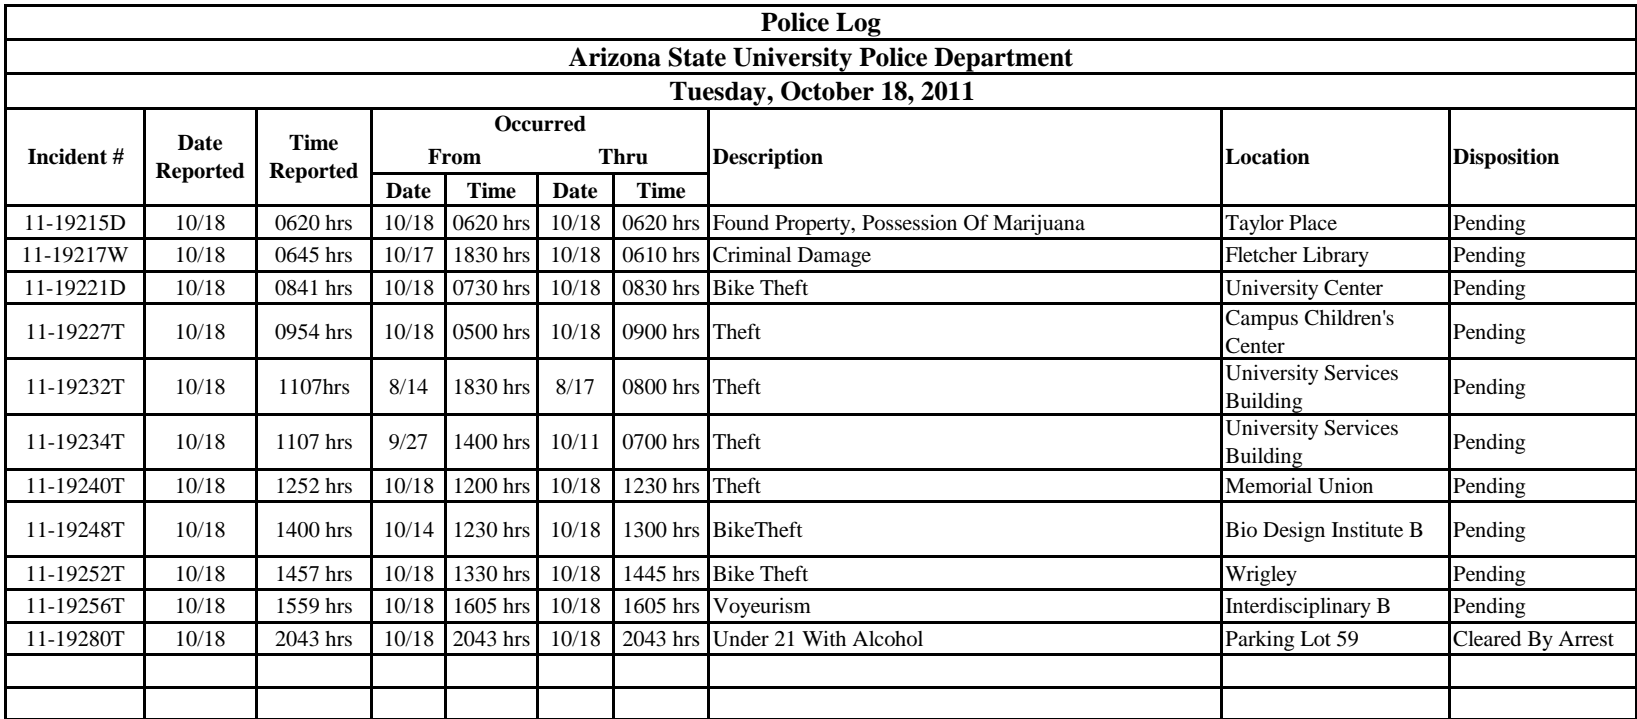 Police Log
Arizona State University Police Department
Tuesday, October 18, 2011
Incident # Date Reported Time Reported Occurred Description Location Disposition
From Thru
Date Time Date Time
11-19215D 10/18 0620 hrs 10/18 0620 hrs 10/18 0620 hrs Found Property, Possession Of Marijuana Taylor Place Pending
11-19217W 10/18 0645 hrs 10/17 1830 hrs 10/18 0610 hrs Criminal Damage Fletcher Library Pending
11-19221D 10/18 0841 hrs 10/18 0730 hrs 10/18 0830 hrs Bike Theft University Center Pending
11-19227T 10/18 0954 hrs 10/18 0500 hrs 10/18 0900 hrs Theft Campus Children's Center Pending
11-19232T 10/18 1107hrs 8/14 1830 hrs 8/17 0800 hrs Theft University Services Building Pending
11-19234T 10/18 1107 hrs 9/27 1400 hrs 10/11 0700 hrs Theft University Services Building Pending
11-19240T 10/18 1252 hrs 10/18 1200 hrs 10/18 1230 hrs Theft Memorial Union Pending
11-19248T 10/18 1400 hrs 10/14 1230 hrs 10/18 1300 hrs BikeTheft Bio Design Institute B Pending
11-19252T 10/18 1457 hrs 10/18 1330 hrs 10/18 1445 hrs Bike Theft Wrigley Pending
11-19256T 10/18 1559 hrs 10/18 1605 hrs 10/18 1605 hrs Voyeurism Interdisciplinary B Pending
11-19280T 10/18 2043 hrs 10/18 2043 hrs 10/18 2043 hrs Under 21 With Alcohol Parking Lot 59 Cleared By Arrest